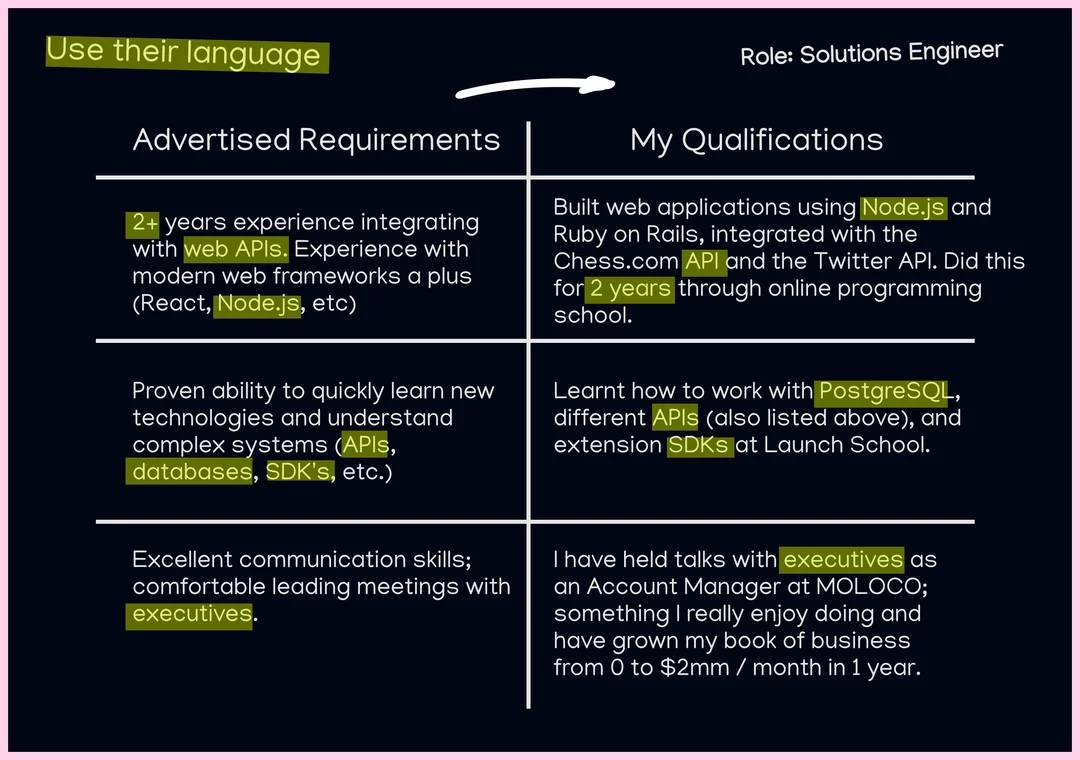 Use their language
Role: Solutions Engineer
Advertised Requirements
My Qualifications
2+ years experience integrating
with web APIs. Experience with
modern web frameworks a plus
(React, Node.js, etc)
Built web applications using Node.js and
Ruby on Rails, integrated with the
Chess.com API and the Twitter API. Did this
for 2 years through online programming
school.
Proven ability to quickly learn new
technologies and understand
complex systems (APIs,
databases, SDK's, etc.)
Learnt how to work with PostgreSQL,
different APIs (also listed above), and
extension SDKs at Launch School.
Excellent communication skills;
comfortable leading meetings with
executives.
I have held talks with executives as
an Account Manager at MOLOCO;
something I really enjoy doing and
have grown my book of business
from 0 to $2mm / month in 1 year.